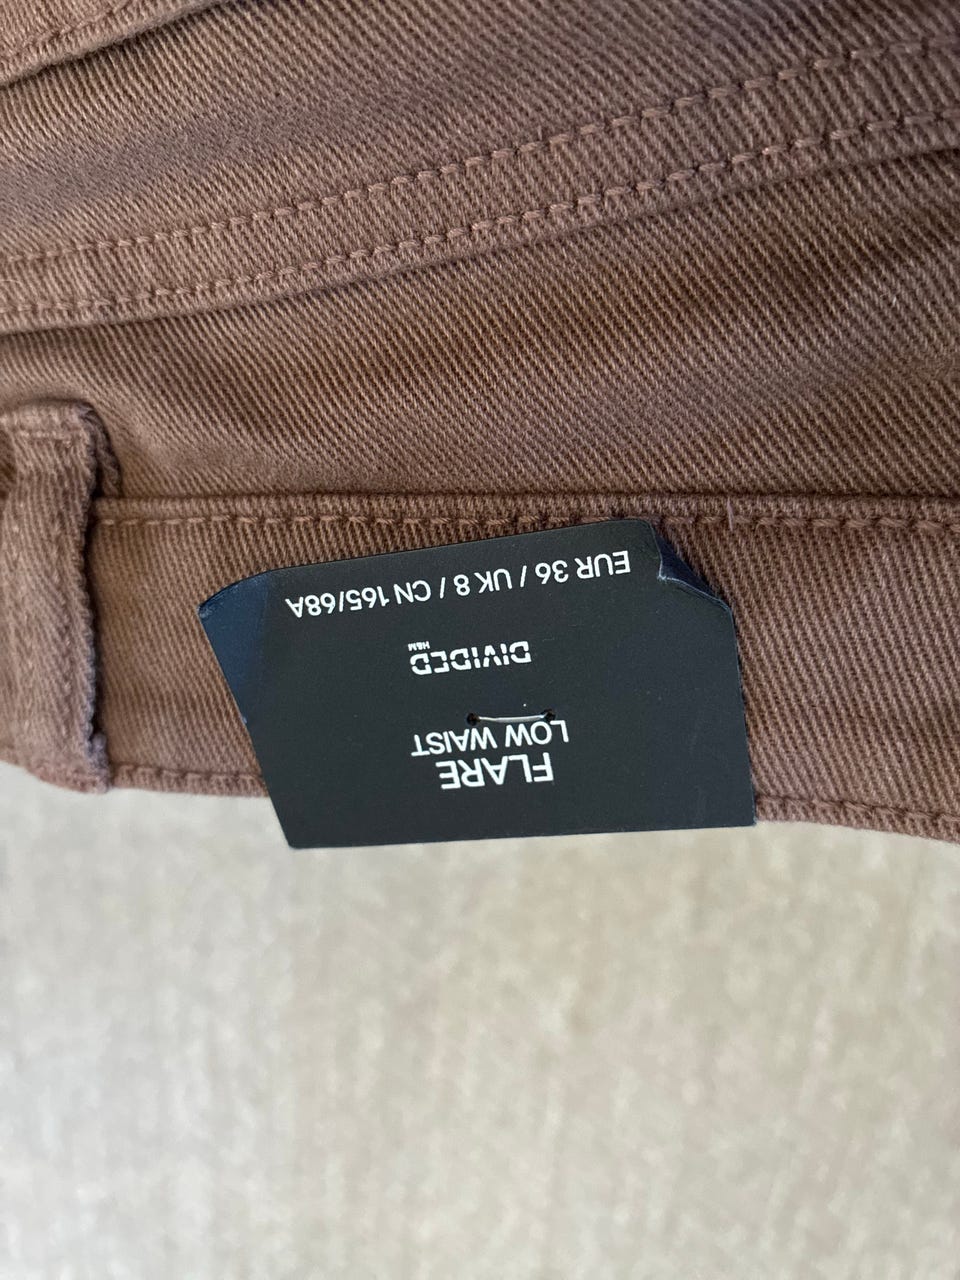 FLARE
LOW WAIST
DIVIDED
H&M
EUR 36 / UK 8 / CN 165/68A